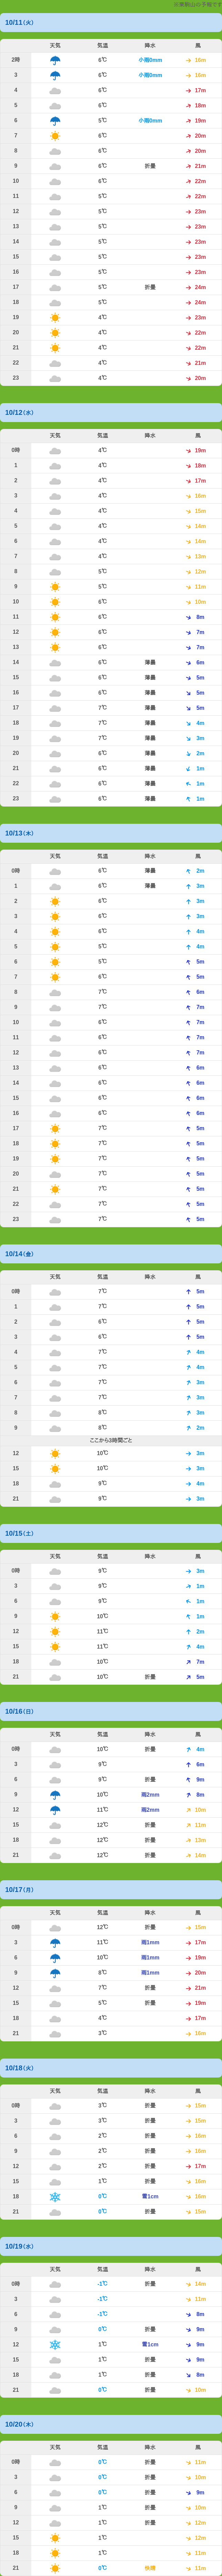 10/11(火)
天気 気温 降水 風
2時 6℃ 小雨0mm 16m
3 6℃ 小雨0mm 16m
4 6℃ 17m
5 6℃ 18m
6 5℃ 小雨0mm 19m
7 6℃ 20m
8 6℃ 20m
9 6℃ 折曇 21m
10 6℃ 22m
11 5℃ 22m
12 5℃ 23m
13 5℃ 23m
14 5℃ 23m
15 5℃ 23m
16 5℃ 23m
17 5℃ 折曇 24m
18 5℃ 24m
19 4℃ 23m
20 4℃ 22m
21 4℃ 22m
22 4℃ 21m
23 4℃ 20m
10/12(水)
天気 気温 降水 風
0時 4℃ 19m
1 4℃ 18m
2 4℃ 17m
3 4℃ 16m
4 4℃ 15m
5 4℃ 14m
6 4℃ 14m
7 4℃ 13m
8 5℃ 12m
9 5℃ 11m
10 6℃ 10m
11 6℃ 8m
12 6℃ 7m
13 6℃ 7m
14 6℃ 薄曇 6m
15 6℃ 薄曇 5m
16 6℃ 薄曇 5m
17 7℃ 薄曇 5m
18 7℃ 薄曇 4m
19 7℃ 薄曇 3m
20 6℃ 薄曇 2m
21 6℃ 薄曇 1m
22 6℃ 薄曇 1m
23 6℃ 薄曇 1m
10/13(木)
天気 気温 降水 風
0時 6℃ 薄曇 2m
1 6℃ 薄曇 3m
2 6℃ 3m
3 6℃ 3m
4 6℃ 4m
5 5℃ 4m
6 5℃ 5m
7 6℃ 5m
8 7℃ 6m
9 7℃ 7m
10 6℃ 7m
11 6℃ 7m
12 6℃ 7m
13 6℃ 6m
14 6℃ 6m
15 6℃ 6m
16 6℃ 6m
17 7℃ 5m
18 7℃ 5m
19 7℃ 5m
20 7℃ 5m
21 7℃ 5m
22 7℃ 5m
23 7℃ 5m
10/14(金)
天気 気温 降水 風
0時 7℃ 5m
1 7℃ 5m
2 6℃ 5m
3 6℃ 5m
4 7℃ 4m
5 7℃ 4m
6 7℃ 3m
7 7℃ 3m
8 8℃ 3m
9 8℃ 2m
ここから3時間ごと
12 10℃ 3m
15 10℃ 3m
18 9℃ 4m
21 9℃ 3m
10/15(土)
天気 気温 降水 風
0時 9℃ 3m
3 9℃ 1m
6 9℃ 1m
9 10℃ 1m
12 11℃ 2m
15 11℃ 4m
18 10℃ 7m
21 10℃ 折曇 5m
10/16(日)
天気 気温 降水 風
0時 10℃ 折曇 4m
3 9℃ 6m
6 9℃ 折曇 9m
9 10℃ 雨2mm 8m
12 11℃ 雨2mm 10m
15 12℃ 折曇 11m
18 12℃ 折曇 13m
21 12℃ 折曇 14m
10/17(月)
天気 気温 降水 風
0時 12℃ 折曇 15m
3 11℃ 雨1mm 17m
6 10℃ 雨1mm 19m
9 8℃ 雨1mm 20m
12 7℃ 折曇 21m
15 5℃ 折曇 19m
18 4℃ 17m
21 3℃ 16m
10/18(火)
天気 気温 降水 風
0時 3℃ 折曇 15m
3 3℃ 折曇 15m
6 2℃ 折曇 16m
9 2℃ 折曇 16m
12 2℃ 折曇 17m
15 1℃ 折曇 16m
18 0℃ 雪1cm 16m
21 0℃ 折曇 15m
10/19(水)
天気 気温 降水 風
0時 -1℃ 折曇 14m
3 -1℃ 11m
6 -1℃ 8m
9 0℃ 折曇 9m
12 1℃ 雪1cm 9m
15 1℃ 折曇 9m
18 1℃ 折曇 8m
21 0℃ 折曇 10m
10/20(木)
天気 気温 降水 風
0時 0℃ 折曇 11m
3 0℃ 折曇 10m
6 0℃ 折曇 9m
9 1℃ 折曇 10m
12 1℃ 折曇 12m
15 1℃ 12m
18 1℃ 11m
21 0℃ 快晴 11m